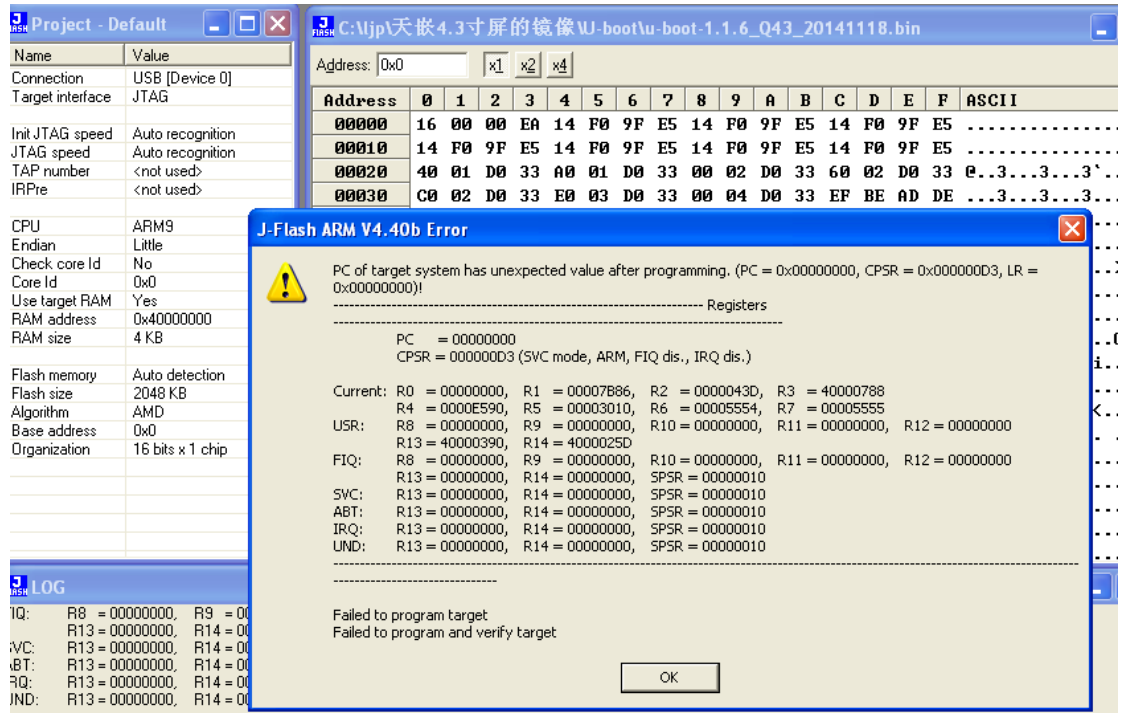 Project - Default
Name Value
Connection USB [Device 0]
Target interface JTAG
Init JTAG speed Auto recognition
JTAG speed Auto recognition
TAP number <not used>
IRPre <not used>
CPU ARM9
Endian Little
Check core Id No
Core Id 0x0
Use target RAM Yes
RAM address 0x40000000
RAM size 4 KB
Flash memory Auto detection
Flash size 2048 KB
Algorithm AMD
Base address 0x0
Organization 16 bits x 1 chip
C:\ljp\天嵌4.3寸屏的镜像\U-boot\u-boot-1.1.6_Q43_20141118.bin
Address: 0x0 x1 x2 x4
Address 0 1 2 3 4 5 6 7 8 9 A B C D E F ASCII
00000 16 00 00 EA 14 F0 9F E5 14 F0 9F E5 14 F0 9F E5 ................
00010 14 F0 9F E5 14 F0 9F E5 14 F0 9F E5 14 F0 9F E5 ................
00020 40 01 D0 33 A0 01 D0 33 00 02 D0 33 60 02 D0 33 @..3...3...3`..
00030 C0 02 D0 33 E0 03 D0 33 00 04 D0 33 EF BE AD DE ...3...3...3...
J-Flash ARM V4.40b Error
PC of target system has unexpected value after programming. (PC = 0x00000000, CPSR = 0x000000D3, LR =
0x00000000)!
------------------------------------------------------------------------ Registers
---------------------------------------------------------------------------------------
PC = 00000000
CPSR = 000000D3 (SVC mode, ARM, FIQ dis., IRQ dis.)
Current: R0 = 00000000, R1 = 00007B86, R2 = 0000043D, R3 = 40000788
R4 = 0000E590, R5 = 00003010, R6 = 00005554, R7 = 00005555
USR: R8 = 00000000, R9 = 00000000, R10 = 00000000, R11 = 00000000, R12 = 00000000
R13 = 40000390, R14 = 4000025D
FIQ: R8 = 00000000, R9 = 00000000, R10 = 00000000, R11 = 00000000, R12 = 00000000
R13 = 00000000, R14 = 00000000, SPSR = 00000010
SVC: R13 = 00000000, R14 = 00000000, SPSR = 00000010
ABT: R13 = 00000000, R14 = 00000000, SPSR = 00000010
IRQ: R13 = 00000000, R14 = 00000000, SPSR = 00000010
UND: R13 = 00000000, R14 = 00000000, SPSR = 00000010
Failed to program target
Failed to program and verify target
OK
LOG
IQ: R8 = 00000000, R9 = 00
R13 = 00000000, R14 = 00
VC: R13 = 00000000, R14 = 00
BT: R13 = 00000000, R14 = 00
RQ: R13 = 00000000, R14 = 00
JND: R13 = 00000000, R14 = 00